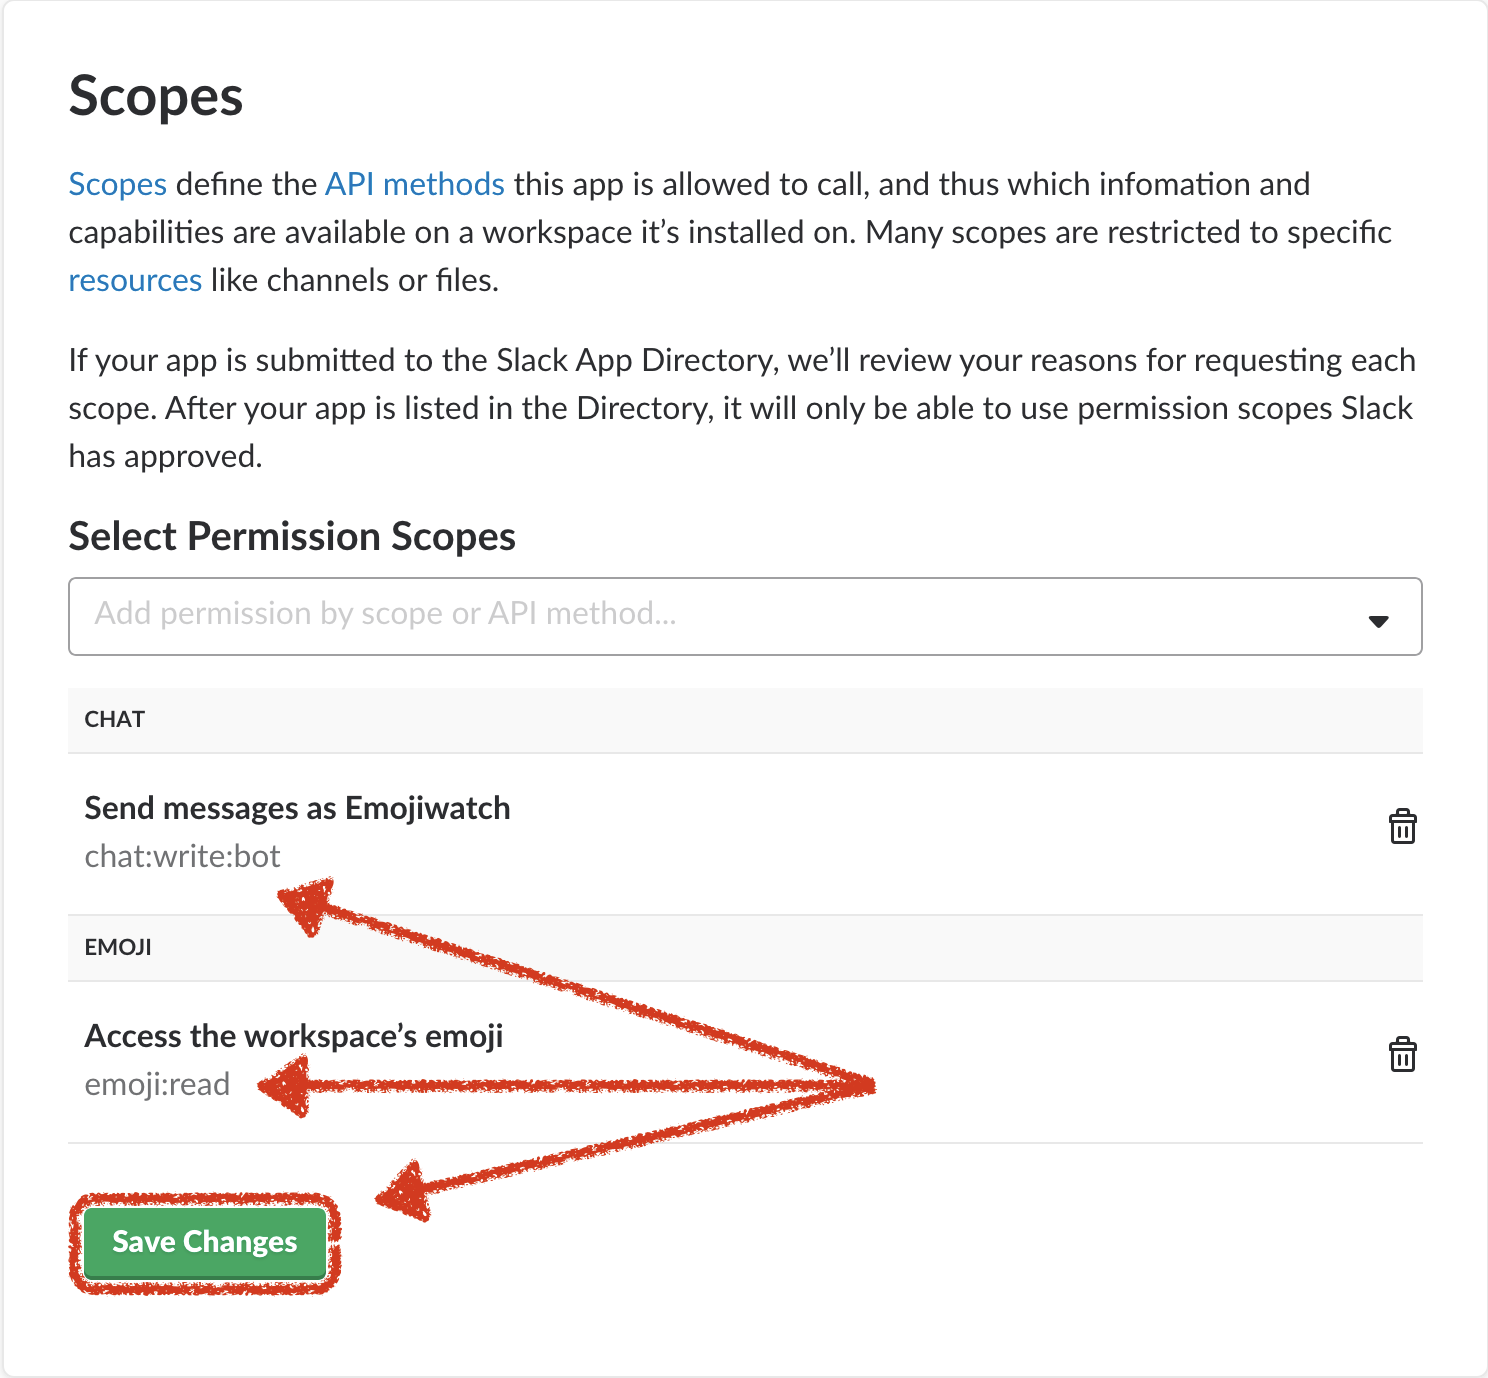 Scopes
Scopes define the API methods this app is allowed to call, and thus which infomation and
capabilities are available on a workspace it’s installed on. Many scopes are restricted to specific
resources like channels or files.
If your app is submitted to the Slack App Directory, we’ll review your reasons for requesting each
scope. After your app is listed in the Directory, it will only be able to use permission scopes Slack
has approved.
Select Permission Scopes
Add permission by scope or API method...
CHAT
Send messages as Emojiwatch
chat:write:bot
EMOJI
Access the workspace’s emoji
emoji:read
Save Changes